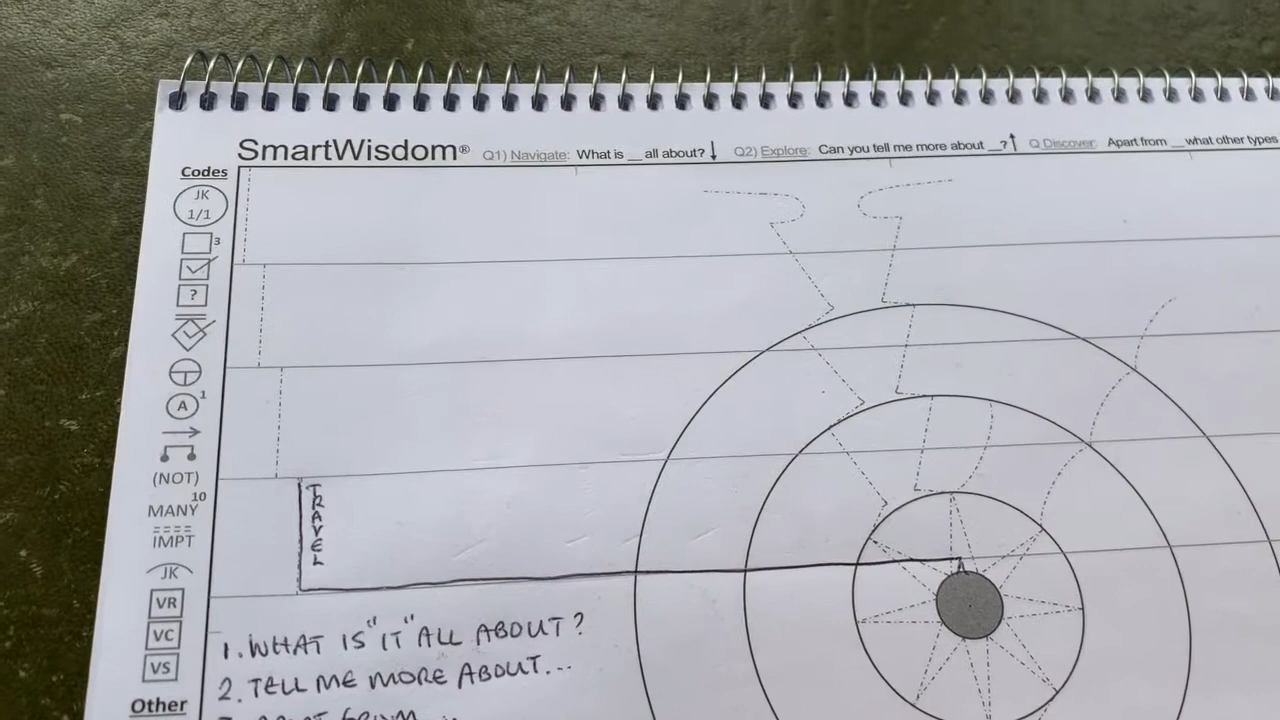 SmartWisdom® Q1) Navigate: What is __ all about?↓ Q2) Explore: Can you tell me more about __?↑ Q Discover: Apart from __ what other types
Codes
JK
1/1
3
?
A 1
(NOT)
MANY 10
IMPT
JK
VR
VC
VS
Other
TRAVEL
1. WHAT IS "IT" ALL ABOUT?
2. TELL ME MORE ABOUT...